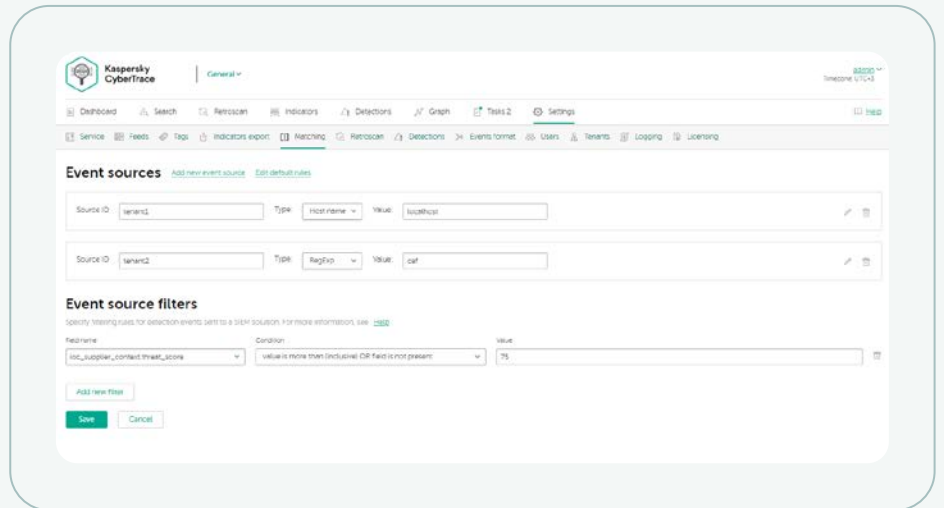 Kaspersky
CyberTrace
General
admin
Timezone: UTC+3
Dashboard Search Retroscan Indicators Detections Graph Tasks 2 Settings Help
Service Feeds Tags Indicators export Matching Retroscan Detections Events format Users Tenants Logging Licensing
Event sources Add new event source Edit default rules
Source ID: tenant1 Type: Host name Value: localhost
Source ID: tenant2 Type: RegExp Value: cef
Event source filters
Specify filtering rules for detection events sent to a SIEM solution. For more information, see Help
Field name Condition Value
ioc_supplier_context.threat_score value is more than (inclusive) OR field is not present 75
Add new filter
Save Cancel